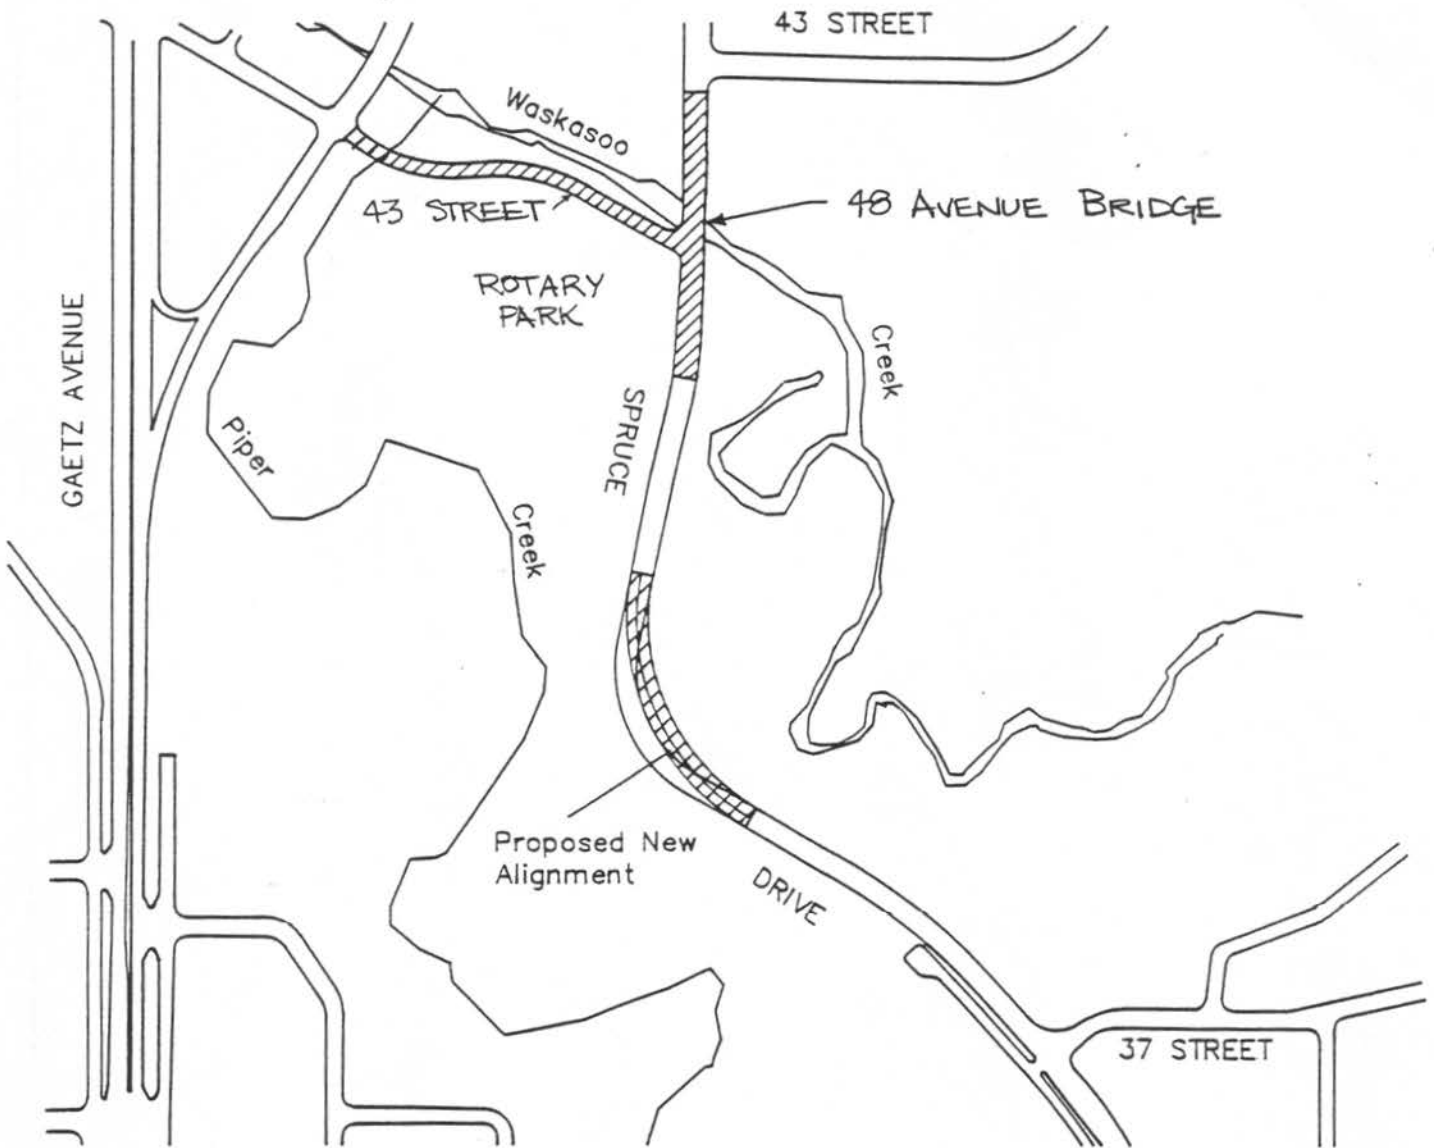 43 STREET
Waskasoo
43 STREET
48 AVENUE BRIDGE
ROTARY
PARK
GAETZ AVENUE
Creek
SPRUCE
Piper
Creek
Proposed New
Alignment
DRIVE
37 STREET